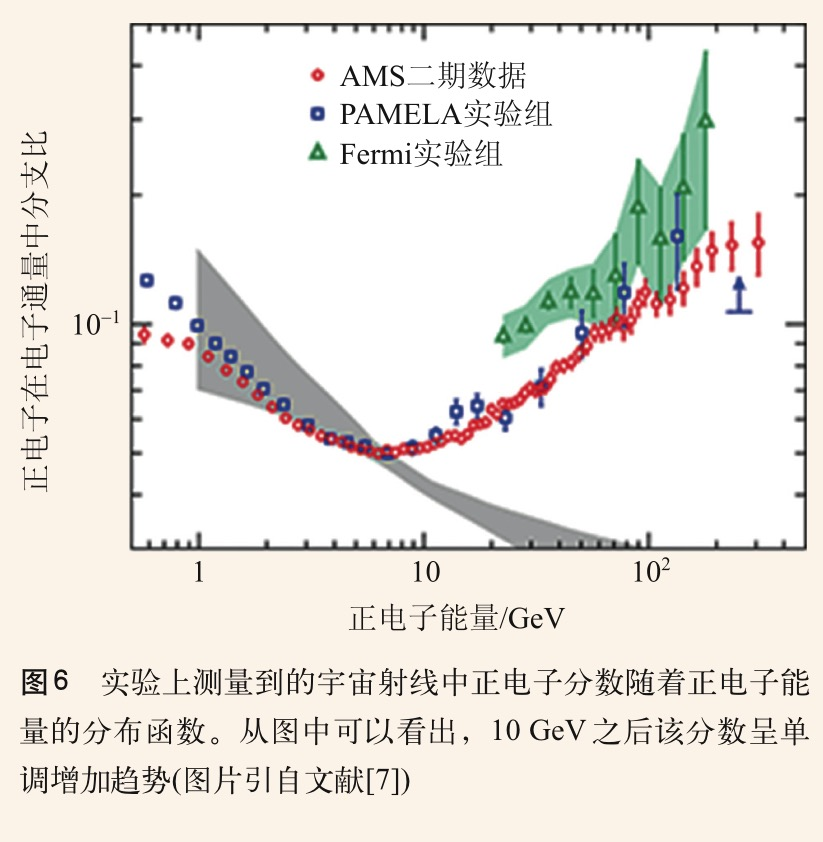 AMS二期数据
PAMELA实验组
Fermi实验组
正电子在电子通量中分支比
10⁻¹
1
10
10²
正电子能量/GeV
图6 实验上测量到的宇宙射线中正电子分数随着正电子能
量的分布函数。从图中可以看出，10 GeV之后该分数呈单
调增加趋势(图片引自文献[7])